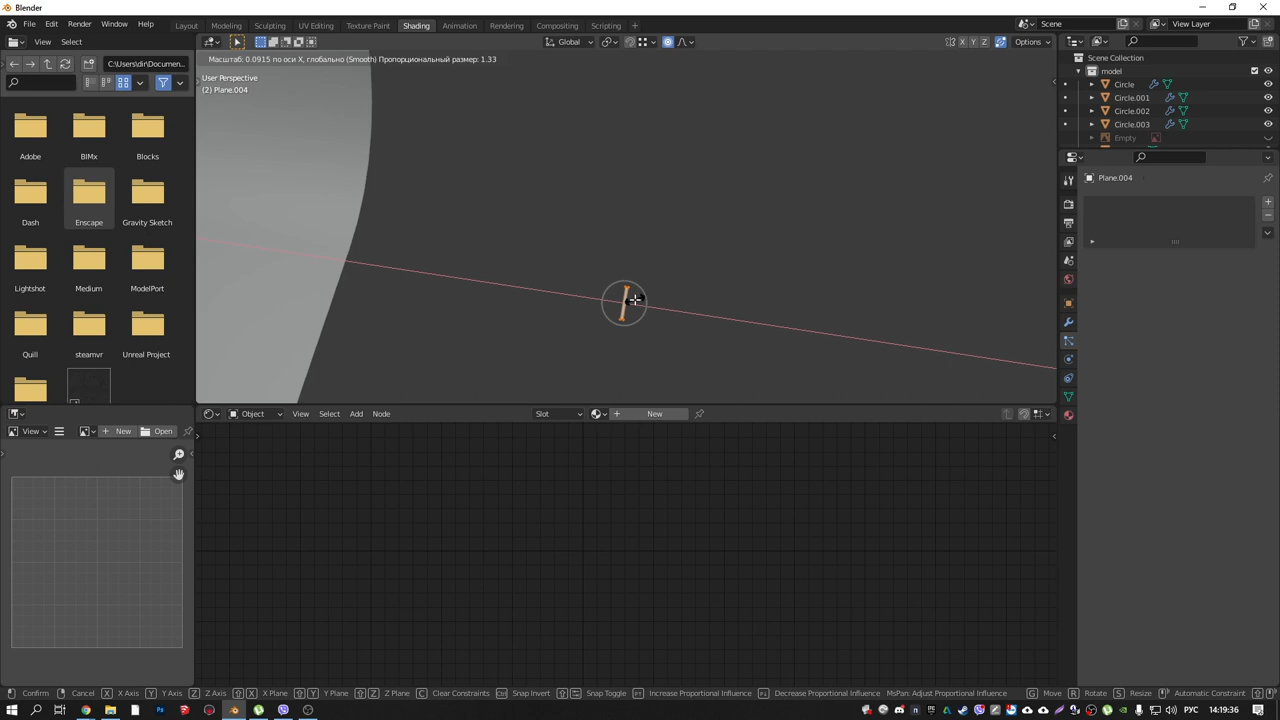 Blender
File Edit Render Window Help
Layout Modeling Sculpting UV Editing Texture Paint Shading Animation Rendering Compositing Scripting
Scene
View Layer
View Select
Global
X Y Z
Options
C:\Users\dir\Documen...
Масштаб: 0.0915 по оси X, глобально (Smooth) Пропорциональный размер: 1.33
User Perspective
(2) Plane.004
Scene Collection
model
Circle
Circle.001
Circle.002
Circle.003
Empty
Plane.004
Adobe BIMx Blocks
Dash Enscape Gravity Sketch
Lightshot Medium ModelPort
Quill steamvr Unreal Project
Object View Select Add Node
Slot
New
View
New
Open
Confirm Cancel X X Axis Y Y Axis Z Z Axis X X Plane Y Y Plane Z Z Plane C Clear Constraints Snap Invert Snap Toggle Increase Proportional Influence Decrease Proportional Influence MsPan: Adjust Proportional Influence G Move R Rotate S Resize Automatic Constraint
РУС
14:19:36